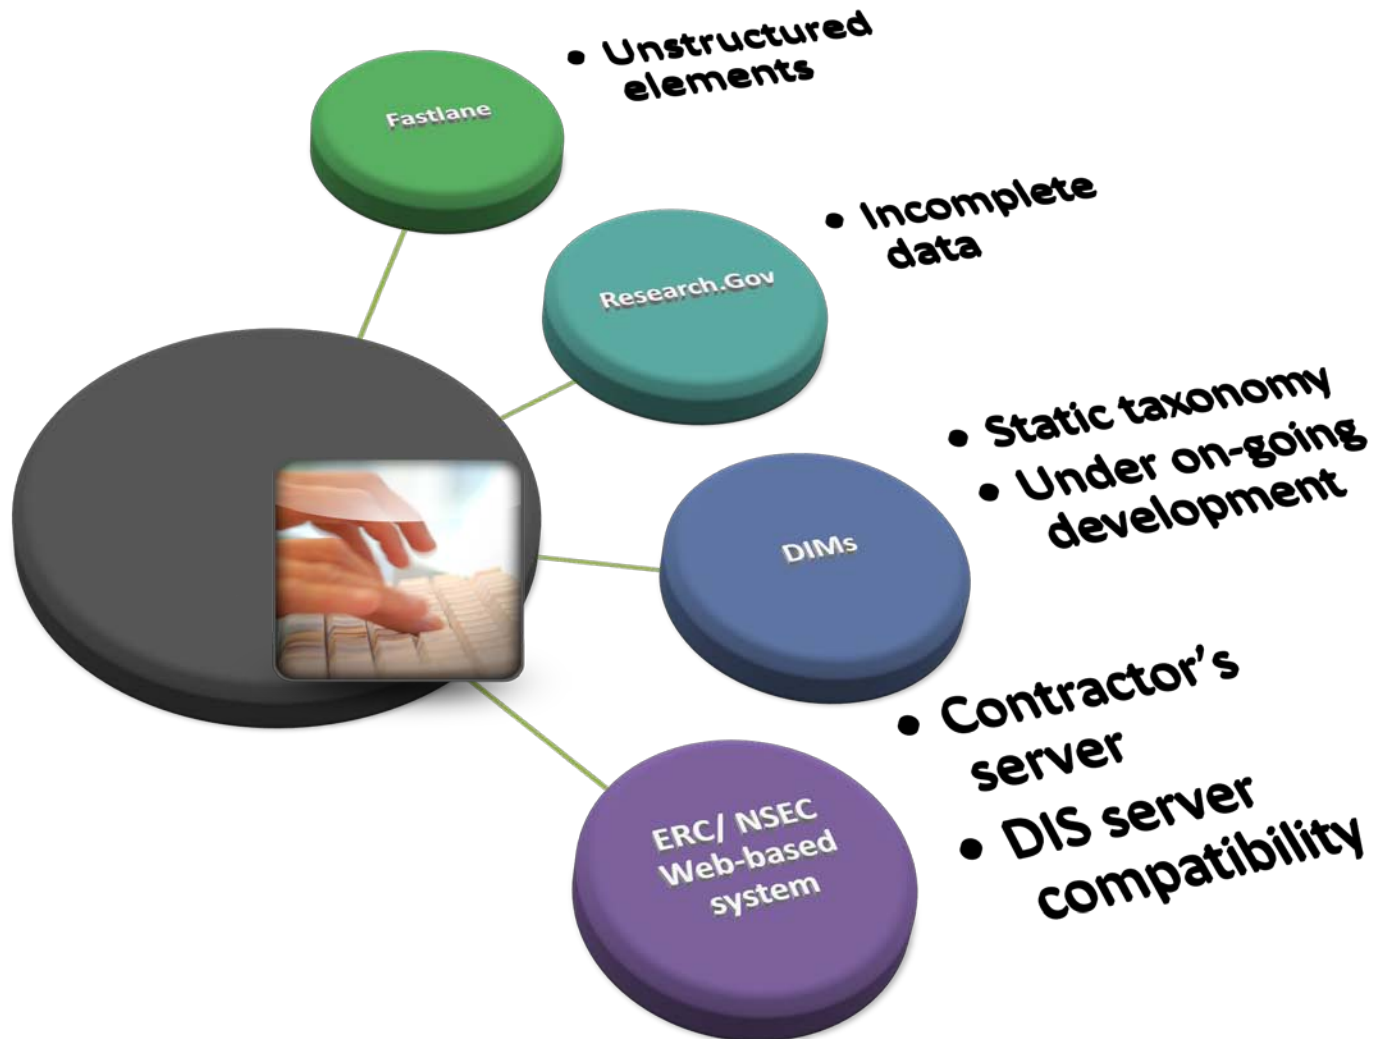 Fastlane
• Unstructured
elements
Research.Gov
• Incomplete
data
DIMs
• Static taxonomy
• Under on-going
development
ERC/ NSEC
Web-based
system
• Contractor’s
server
• DIS server
compatibility